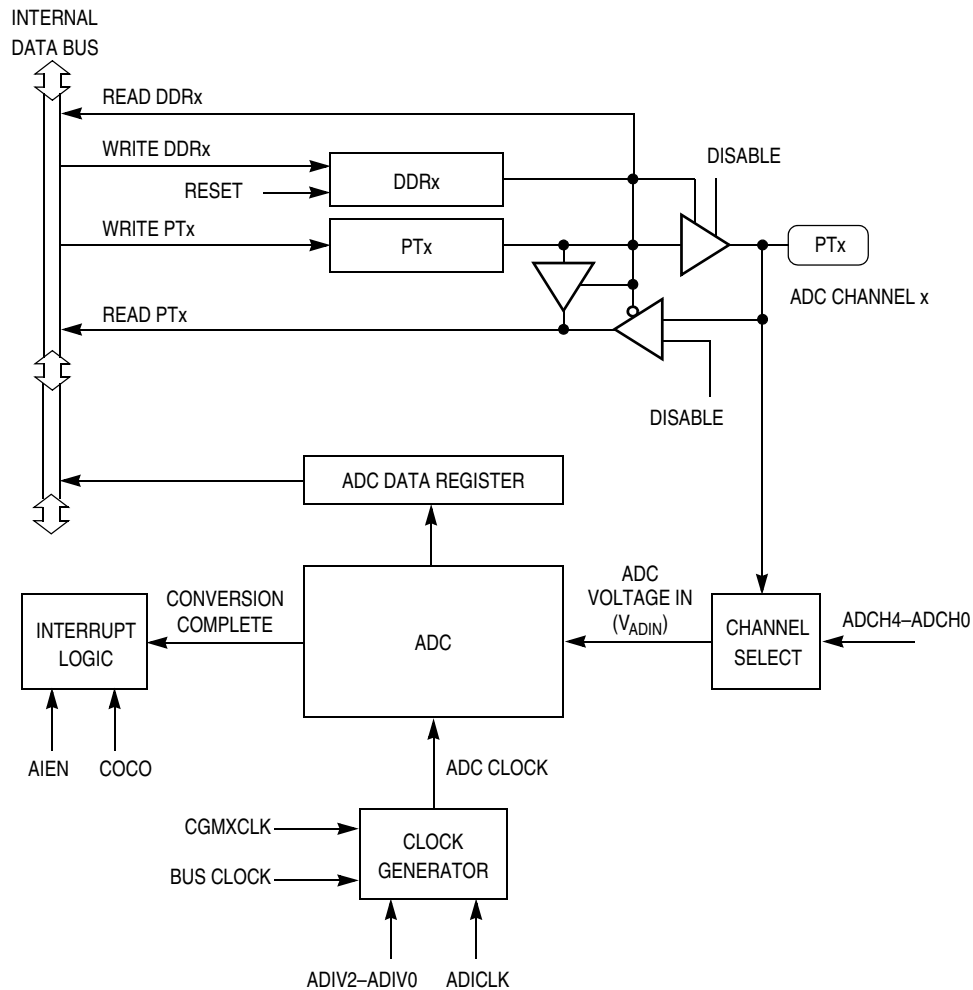 INTERNAL
DATA BUS
READ DDRx
WRITE DDRx
DISABLE
RESET
DDRx
WRITE PTx
PTx
PTx
ADC CHANNEL x
READ PTx
DISABLE
ADC DATA REGISTER
INTERRUPT
LOGIC
CONVERSION
COMPLETE
ADC
ADC
VOLTAGE IN
(VADIN)
CHANNEL
SELECT
ADCH4–ADCH0
AIEN
COCO
ADC CLOCK
CGMXCLK
BUS CLOCK
CLOCK
GENERATOR
ADIV2–ADIV0
ADICLK